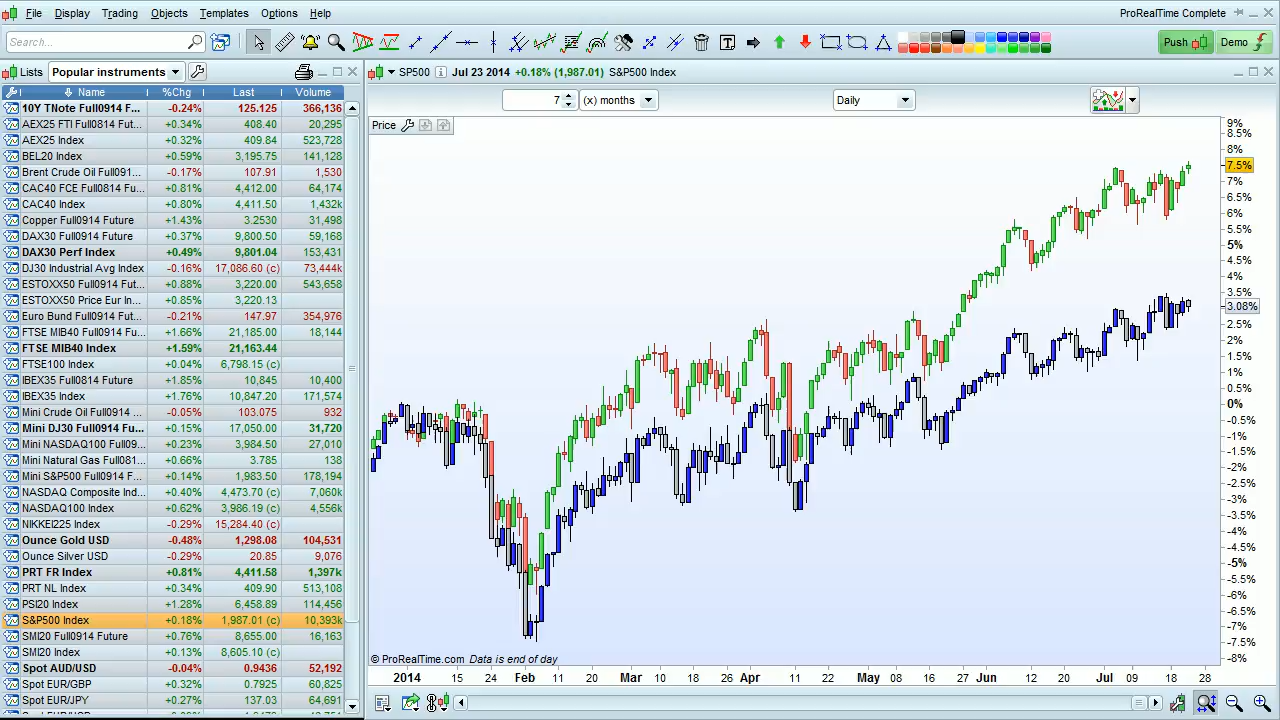 File Display Trading Objects Templates Options Help ProRealTime Complete
Search... Push Demo
Lists Popular instruments SP500 Jul 23 2014 +0.18% (1,987.01) S&P500 Index
Name %Chg Last Volume
7 (x) months Daily
Price
10Y TNote Full0914 F... -0.24% 125.125 366,136
AEX25 FTI Full0814 Fut... +0.34% 408.40 20,295
AEX25 Index +0.32% 409.84 523,728
BEL20 Index +0.59% 3,195.75 141,128
Brent Crude Oil Full091... -0.17% 107.91 1,530
CAC40 FCE Full0814 Fu... +0.81% 4,412.00 64,174
CAC40 Index +0.80% 4,411.50 1,432k
Copper Full0914 Future +1.43% 3.2530 31,498
DAX30 Full0914 Future +0.37% 9,800.50 59,168
DAX30 Perf Index +0.49% 9,801.04 153,431
DJ30 Industrial Avg Index -0.16% 17,086.60 (c) 73,444k
ESTOXX50 Full0914 Fut... +0.88% 3,220.00 543,658
ESTOXX50 Price Eur In... +0.85% 3,220.13
Euro Bund Full0914 Future -0.21% 147.97 354,976
FTSE MIB40 Full0914 Fu... +1.66% 21,185.00 18,144
FTSE MIB40 Index +1.59% 21,163.44
FTSE100 Index +0.04% 6,798.15 (c)
IBEX35 Full0814 Future +1.85% 10,845 10,400
IBEX35 Index +1.76% 10,847.20 171,574
Mini Crude Oil Full0914 ... -0.05% 103.075 932
Mini DJ30 Full0914 Fu... +0.15% 17,050.00 31,720
Mini NASDAQ100 Full09... +0.23% 3,984.50 27,010
Mini Natural Gas Full081... +0.66% 3.785 138
Mini S&P500 Full0914 F... +0.14% 1,983.50 178,194
NASDAQ Composite Ind... +0.40% 4,473.70 (c) 7,060k
NASDAQ100 Index +0.62% 3,986.19 (c) 4,556k
NIKKEI225 Index -0.29% 15,284.40 (c)
Ounce Gold USD -0.48% 1,298.08 104,531
Ounce Silver USD -0.29% 20.85 9,076
PRT FR Index +0.81% 4,411.58 1,397k
PRT NL Index +0.34% 409.90 513,108
PSI20 Index +1.28% 6,458.89 114,456
S&P500 Index +0.18% 1,987.01 (c) 10,393k
SMI20 Full0914 Future +0.76% 8,655.00 16,163
SMI20 Index +0.13% 8,605.10 (c)
Spot AUD/USD -0.04% 0.9436 52,192
Spot EUR/GBP +0.32% 0.7925 60,825
Spot EUR/JPY +0.27% 137.03 64,691
9%
8.5%
8%
7.5%
7%
6.5%
6%
5.5%
5%
4.5%
4%
3.5%
3.08%
2.5%
2%
1.5%
1%
0.5%
0%
-0.5%
-1%
-1.5%
-2%
-2.5%
-3%
-3.5%
-4%
-4.5%
-5%
-5.5%
-6%
-6.5%
-7%
-7.5%
-8%
© ProRealTime.com Data is end of day
2014 15 24 Feb 11 20 Mar 10 18 26 Apr 11 22 May 08 16 27 Jun 12 20 Jul 09 18 28